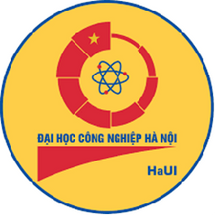 ĐẠI HỌC CÔNG NGHIỆP HÀ NỘI
HaUI